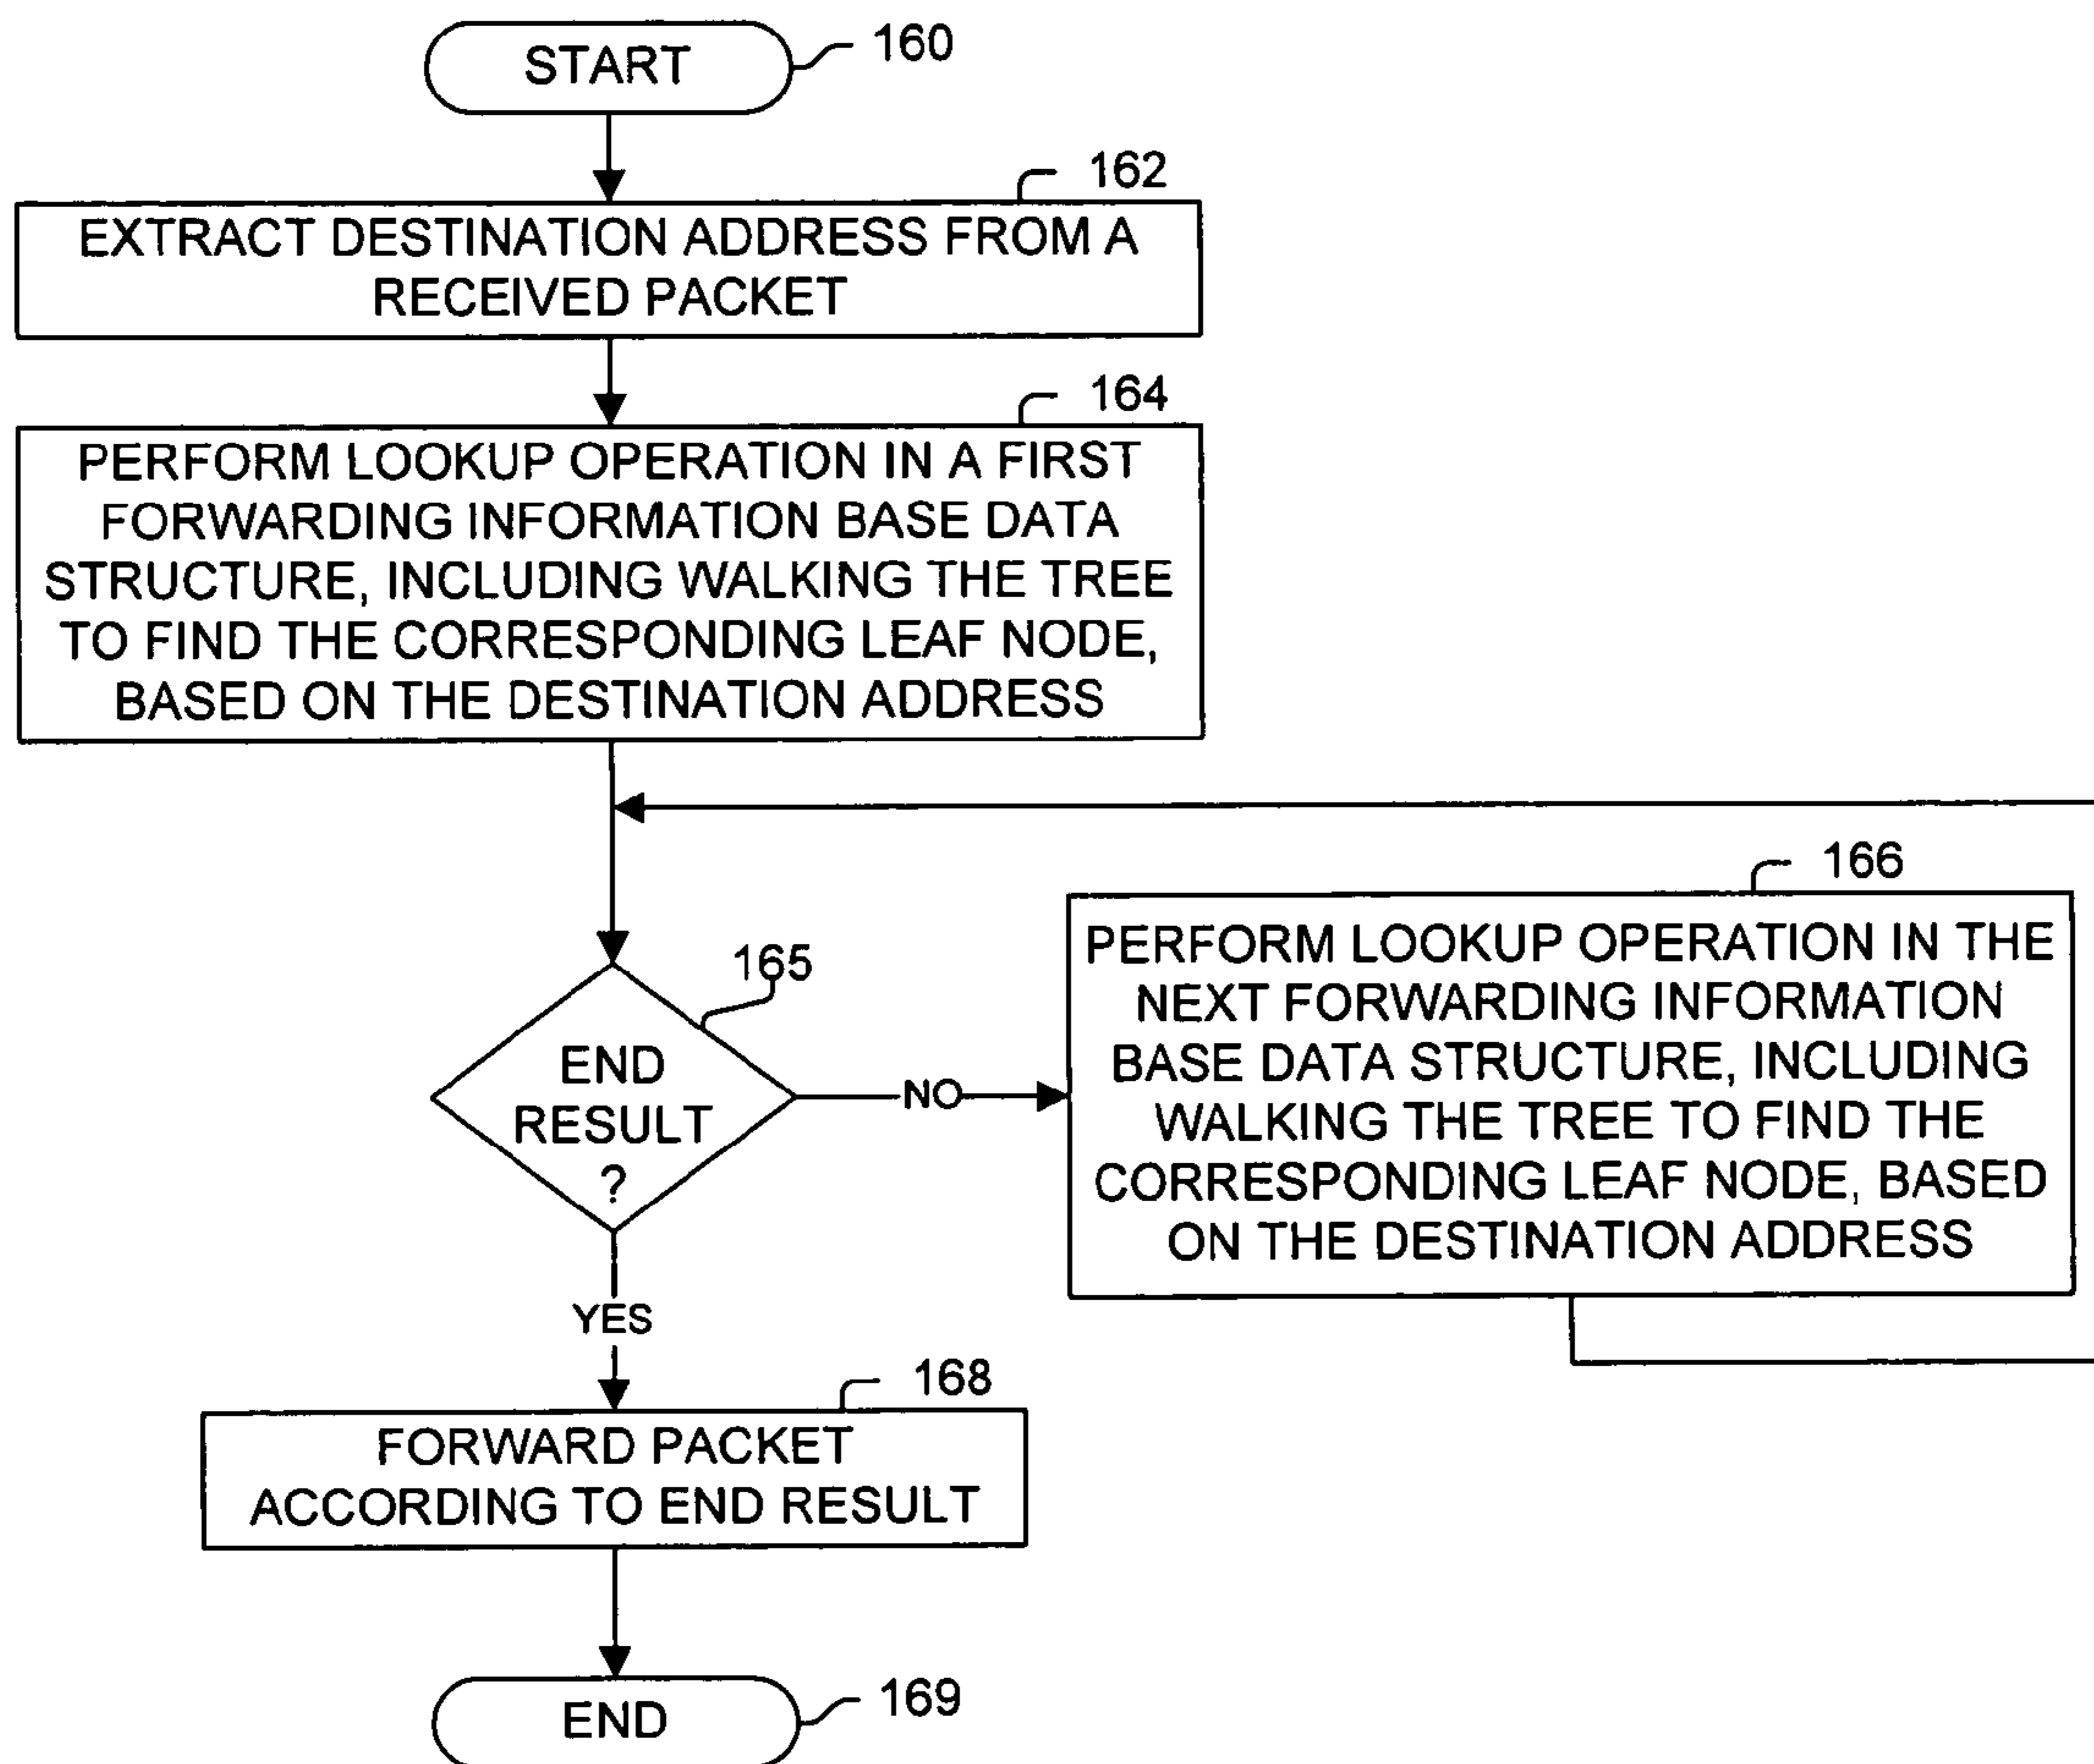 START
160
162
EXTRACT DESTINATION ADDRESS FROM A
RECEIVED PACKET
164
PERFORM LOOKUP OPERATION IN A FIRST
FORWARDING INFORMATION BASE DATA
STRUCTURE, INCLUDING WALKING THE TREE
TO FIND THE CORRESPONDING LEAF NODE,
BASED ON THE DESTINATION ADDRESS
165
END
RESULT
?
NO
166
PERFORM LOOKUP OPERATION IN THE
NEXT FORWARDING INFORMATION
BASE DATA STRUCTURE, INCLUDING
WALKING THE TREE TO FIND THE
CORRESPONDING LEAF NODE, BASED
ON THE DESTINATION ADDRESS
YES
168
FORWARD PACKET
ACCORDING TO END RESULT
END
169